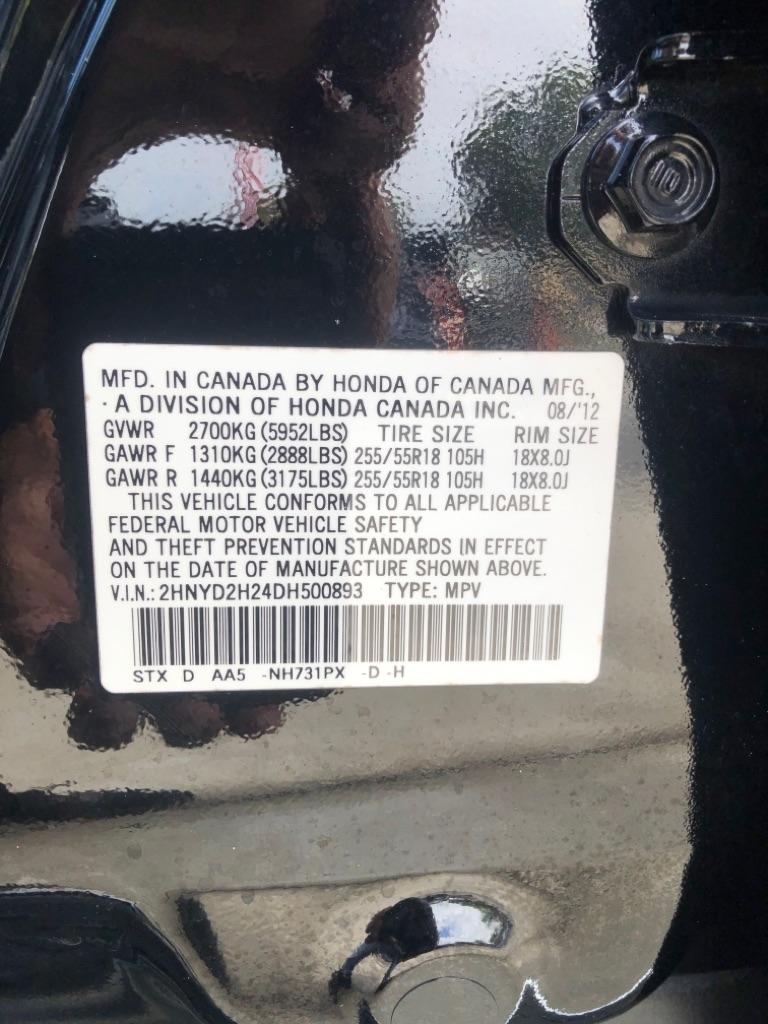 MFD. IN CANADA BY HONDA OF CANADA MFG.,
A DIVISION OF HONDA CANADA INC. 08/'12
GVWR 2700KG (5952LBS) TIRE SIZE RIM SIZE
GAWR F 1310KG (2888LBS) 255/55R18 105H 18X8.0J
GAWR R 1440KG (3175LBS) 255/55R18 105H 18X8.0J
THIS VEHICLE CONFORMS TO ALL APPLICABLE
FEDERAL MOTOR VEHICLE SAFETY
AND THEFT PREVENTION STANDARDS IN EFFECT
ON THE DATE OF MANUFACTURE SHOWN ABOVE.
V.I.N.: 2HNYD2H24DH500893 TYPE: MPV
STX D AA5 -NH731PX -D -H